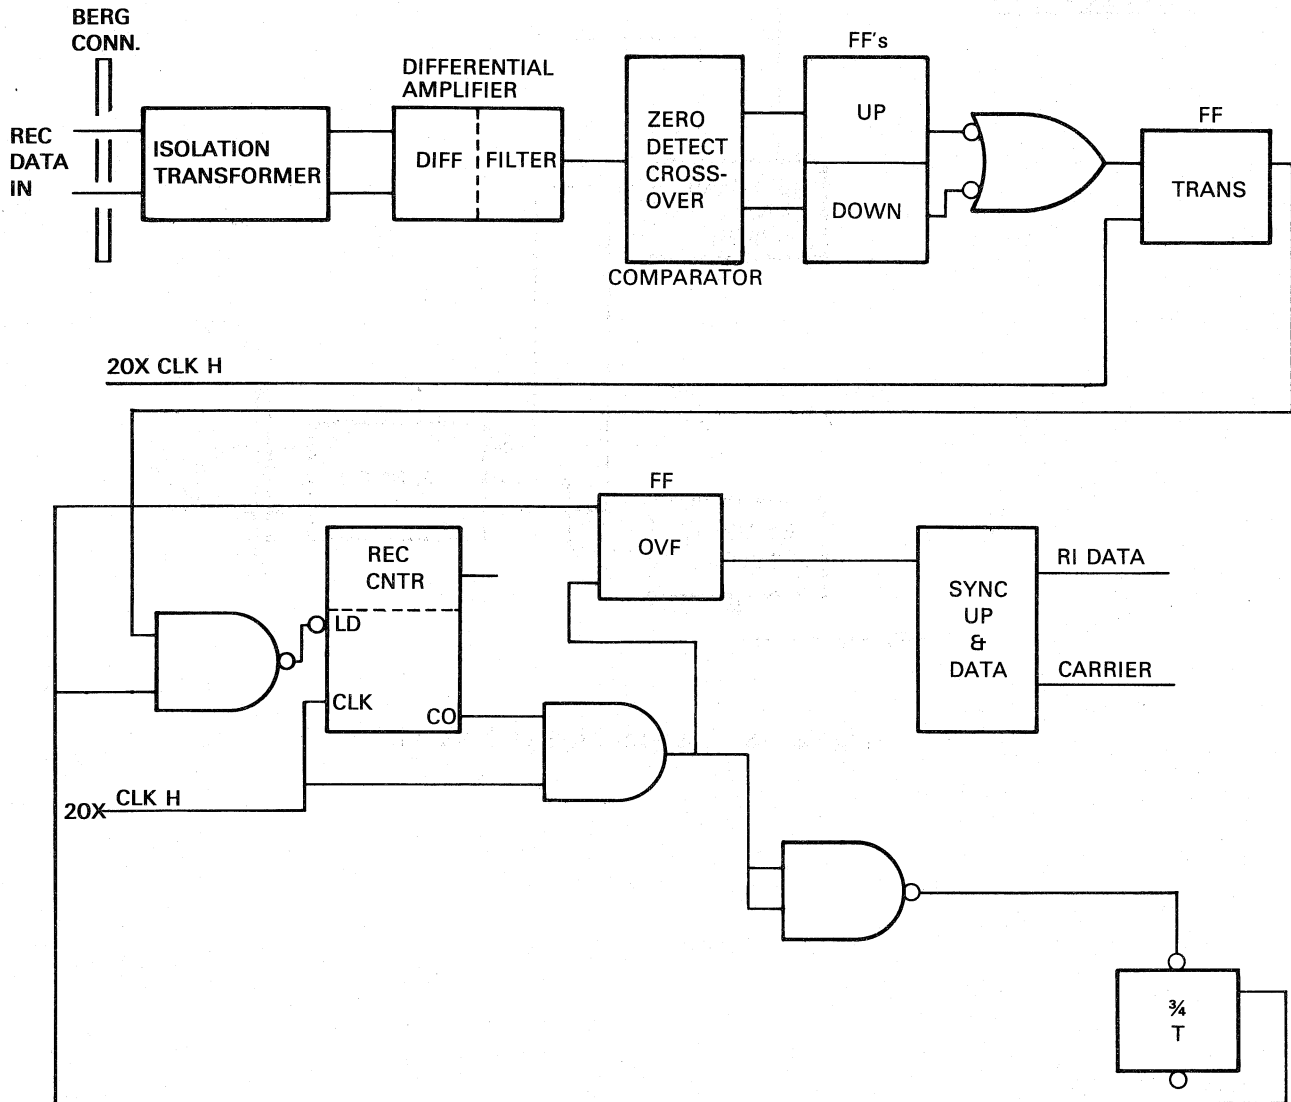 BERG
CONN.
REC
DATA
IN
ISOLATION
TRANSFORMER
DIFFERENTIAL
AMPLIFIER
DIFF
FILTER
ZERO
DETECT
CROSS-
OVER
COMPARATOR
FF's
UP
DOWN
FF
TRANS
20X CLK H
FF
OVF
REC
CNTR
LD
CLK
CO
20X CLK H
SYNC
UP
&
DATA
RI DATA
CARRIER
¾
T